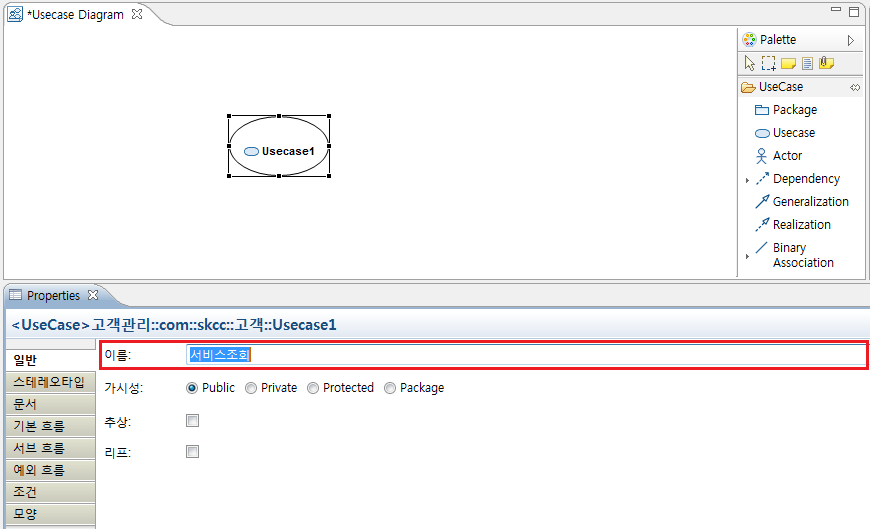 *Usecase Diagram
Palette
UseCase
Package
Usecase
Actor
Dependency
Generalization
Realization
Binary
Association
Usecase1
Properties
<UseCase>고객관리::com::skcc::고객::Usecase1
일반
스테레오타입
문서
기본 흐름
서브 흐름
예외 흐름
조건
모양
이름: 서비스조회
가시성: Public Private Protected Package
추상:
리프: